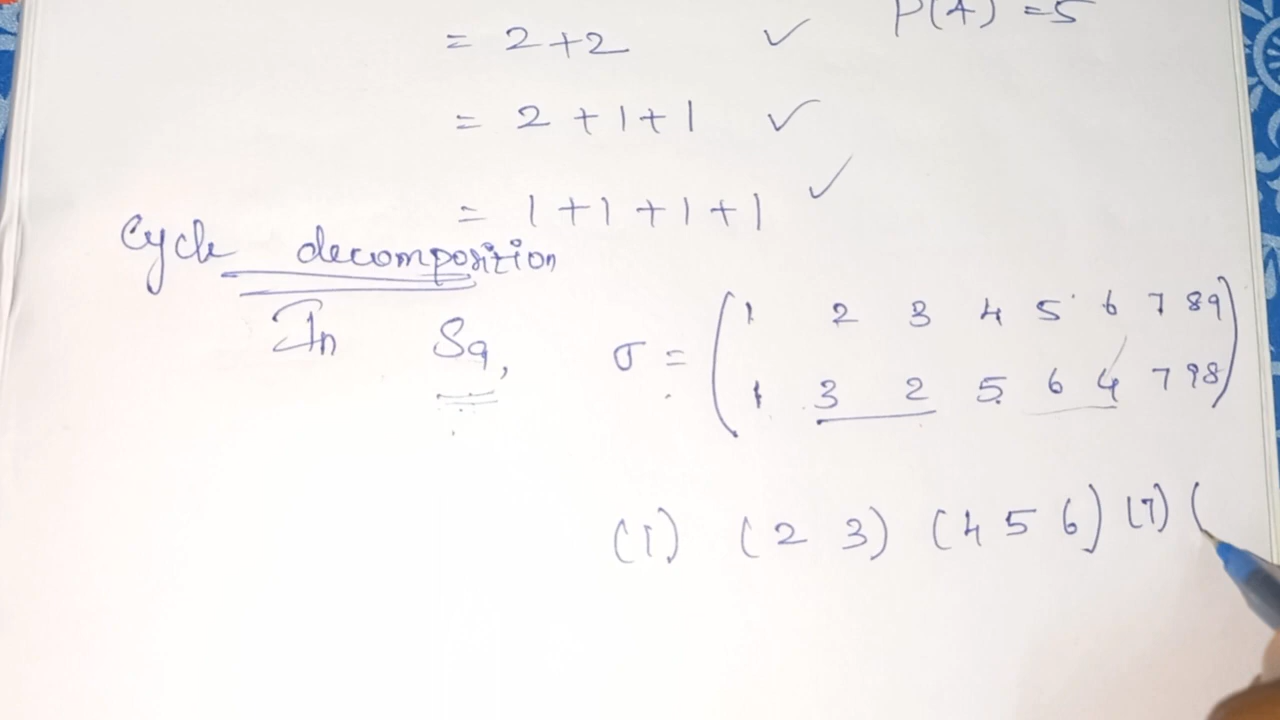 = 2+2 ✓ P(4) = 5
= 2 + 1 + 1 ✓
= 1 + 1 + 1 + 1 ✓
Cycle decomposition
In S9, σ = ( 1 2 3 4 5 6 7 8 9
1 3 2 5 6 4 7 9 8 )
(1) (2 3) (4 5 6) (7) (